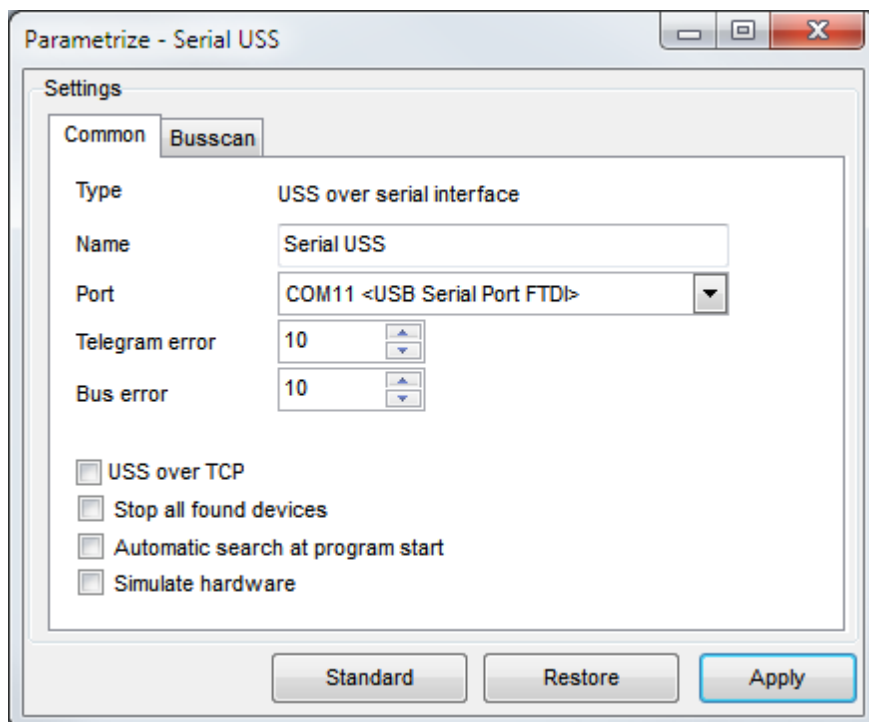 Parametrize - Serial USS
Settings
Common Busscan
Type USS over serial interface
Name Serial USS
Port COM11 <USB Serial Port FTDI>
Telegram error 10
Bus error 10
USS over TCP
Stop all found devices
Automatic search at program start
Simulate hardware
Standard Restore Apply